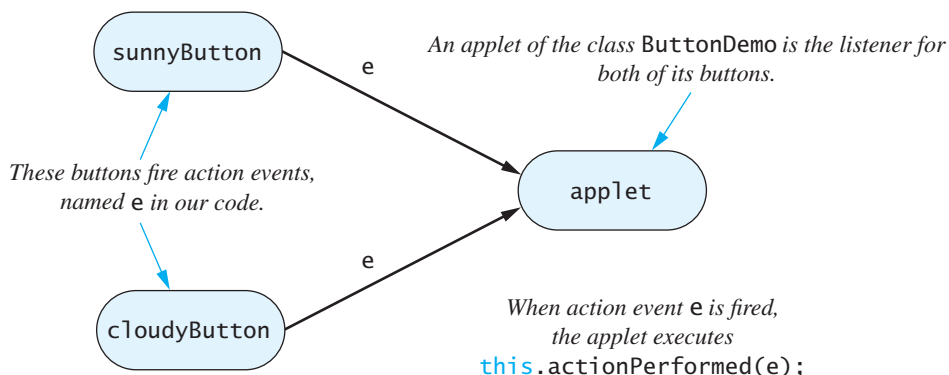 sunnyButton
e
An applet of the class ButtonDemo is the listener for
both of its buttons.
These buttons fire action events,
named e in our code.
applet
e
cloudyButton
When action event e is fired,
the applet executes
this.actionPerformed(e);